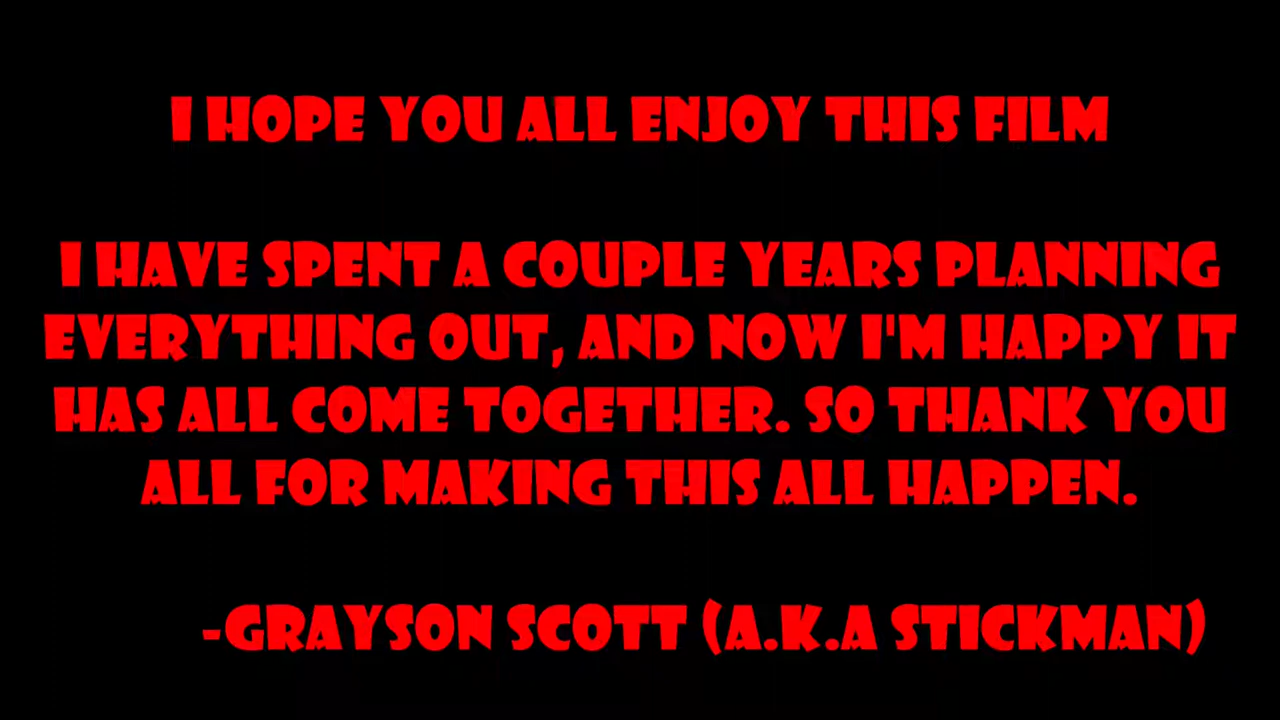 I HOPE YOU ALL ENJOY THIS FILM
I HAVE SPENT A COUPLE YEARS PLANNING
EVERYTHING OUT, AND NOW I'M HAPPY IT
HAS ALL COME TOGETHER. SO THANK YOU
ALL FOR MAKING THIS ALL HAPPEN.
-GRAYSON SCOTT (A.K.A STICKMAN)